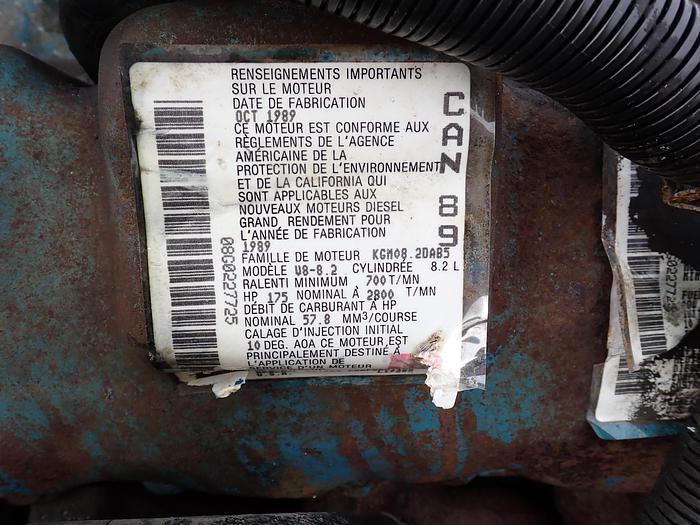 RENSEIGNEMENTS IMPORTANTS
SUR LE MOTEUR
DATE DE FABRICATION
OCT 1989
CE MOTEUR EST CONFORME AUX
RÈGLEMENTS DE L'AGENCE
AMÉRICAINE DE LA
PROTECTION DE L'ENVIRONNEMENT
ET DE LA CALIFORNIA QUI
SONT APPLICABLES AUX
NOUVEAUX MOTEURS DIESEL
GRAND RENDEMENT POUR
L'ANNÉE DE FABRICATION
1989
FAMILLE DE MOTEUR KGM08.2DAB5
MODÈLE V8-8.2 CYLINDRÉE 8.2 L
RALENTI MINIMUM 700 T/MN
HP 175 NOMINAL À 2800 T/MN
DÉBIT DE CARBURANT À HP
NOMINAL 57.8 MM3/COURSE
CALAGE D'INJECTION INITIAL
10 DEG. AOA CE MOTEUR EST
PRINCIPALEMENT DESTINÉ À
L'APPLICATION DE
SERVICE D'UN MOTEUR
CAN 89
08G0227725